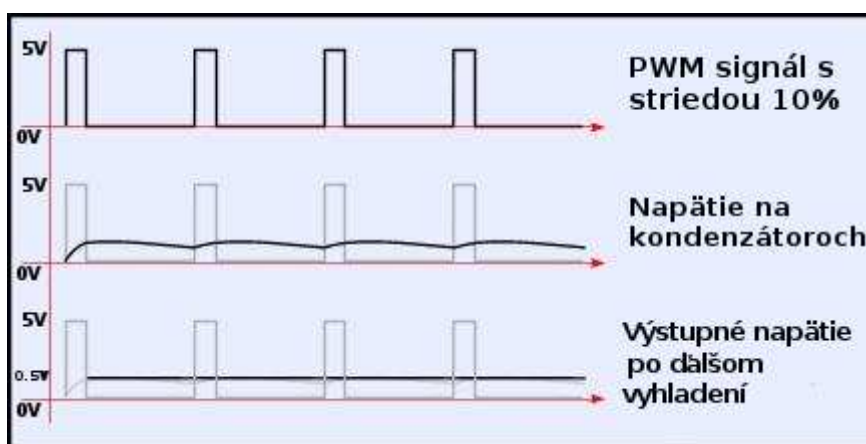 5V
PWM signál s
striedou 10%
0V
5V
Napätie na
kondenzátoroch
0V
5V
Výstupné napätie
po ďalšom
0.5V
vyhladení
0V